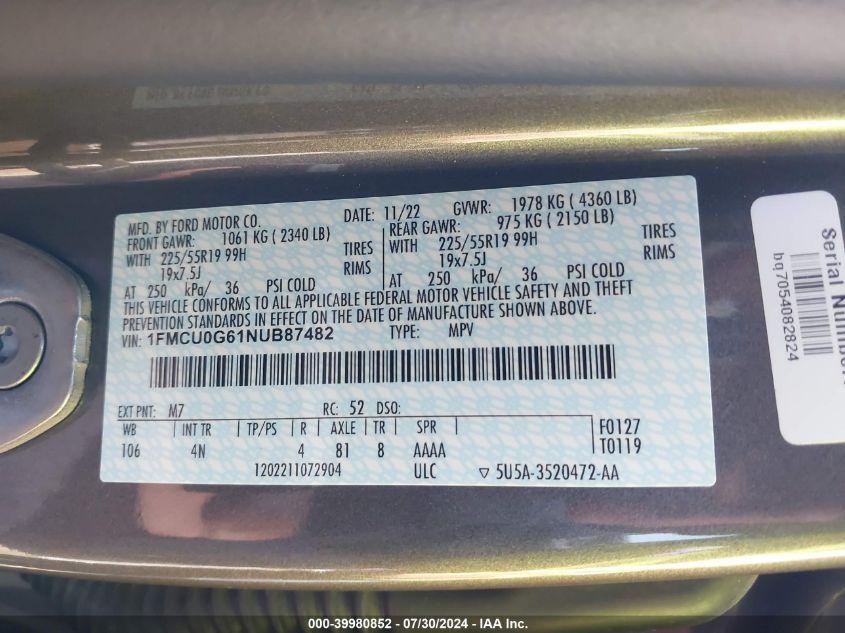 MFD. BY FORD MOTOR CO.
DATE: 11/22 GVWR: 1978 KG ( 4360 LB)
FRONT GAWR: 1061 KG ( 2340 LB) REAR GAWR: 975 KG ( 2150 LB)
WITH 225/55R19 99H TIRES WITH 225/55R19 99H TIRES
19x7.5J RIMS 19x7.5J RIMS
AT 250 kPa/ 36 PSI COLD AT 250 kPa/ 36 PSI COLD
THIS VEHICLE CONFORMS TO ALL APPLICABLE FEDERAL MOTOR VEHICLE SAFETY AND THEFT
PREVENTION STANDARDS IN EFFECT ON THE DATE OF MANUFACTURE SHOWN ABOVE.
VIN: 1FMCU0G61NUB87482 TYPE: MPV
EXT PNT: M7 RC: 52 DSO:
WB INT TR TP/PS R AXLE TR SPR F0127
106 4N 4 81 8 AAAA T0119
1202211072904 ULC ▽ 5U5A-3520472-AA
Serial Number
bq7054082824
000-39980852 / 07/30/2024 - IAA Inc.